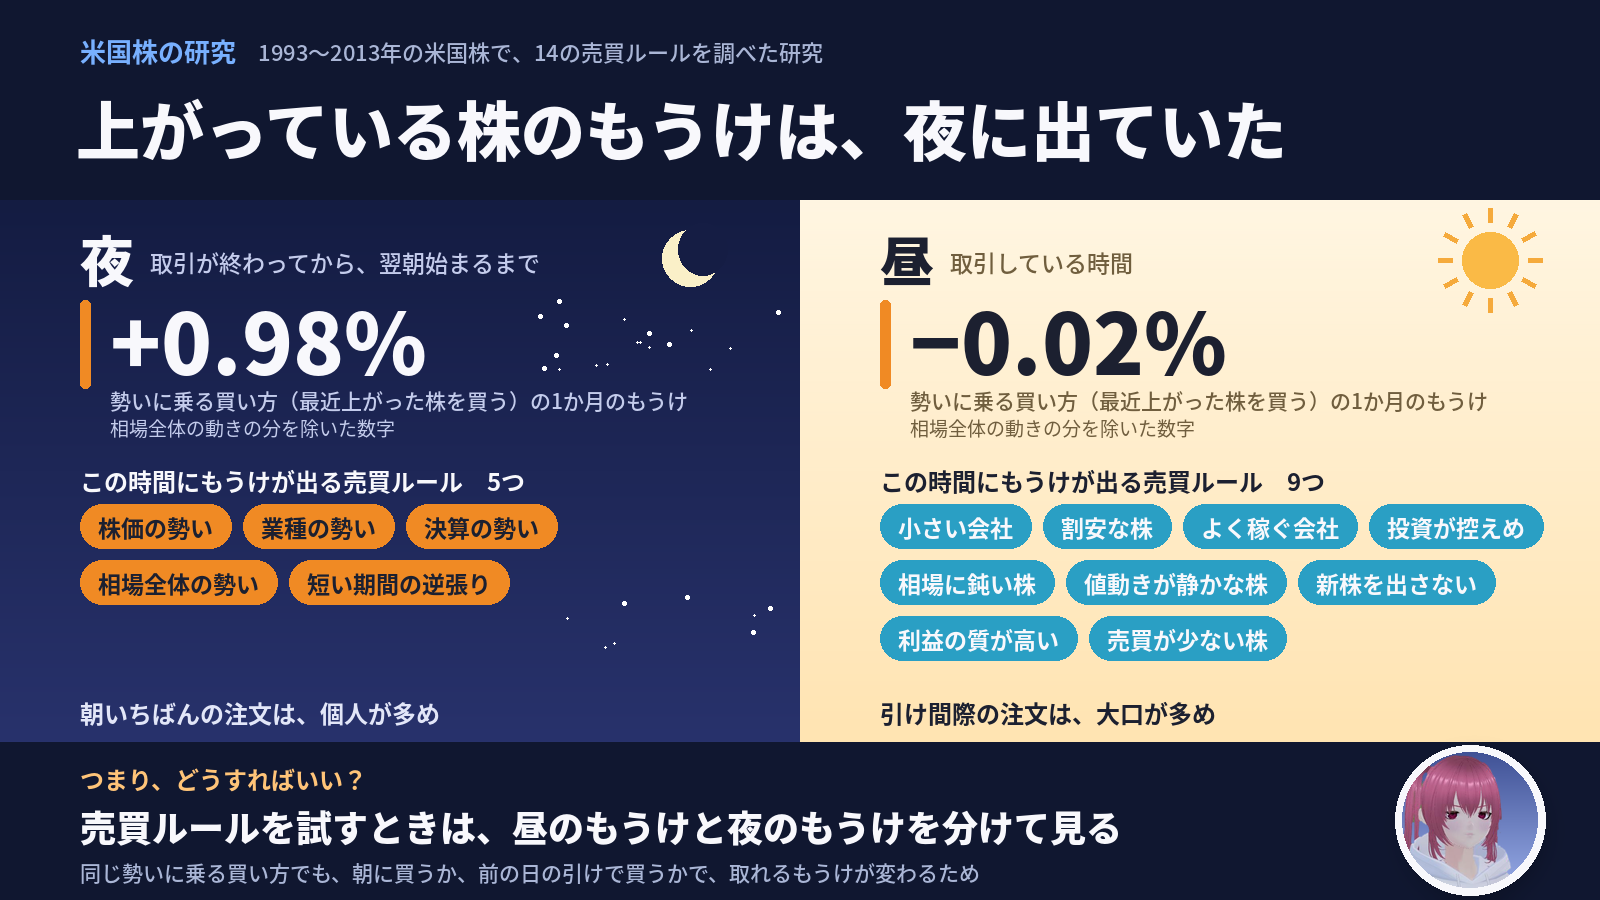 米国株の研究 1993〜2013年の米国株で、14の売買ルールを調べた研究
上がっている株のもうけは、夜に出ていた
夜 取引が終わってから、翌朝始まるまで
+0.98%
勢いに乗る買い方（最近上がった株を買う）の1か月のもうけ
相場全体の動きの分を除いた数字
この時間にもうけが出る売買ルール 5つ
株価の勢い 業種の勢い 決算の勢い
相場全体の勢い 短い期間の逆張り
朝いちばんの注文は、個人が多め
昼 取引している時間
−0.02%
勢いに乗る買い方（最近上がった株を買う）の1か月のもうけ
相場全体の動きの分を除いた数字
この時間にもうけが出る売買ルール 9つ
小さい会社 割安な株 よく稼ぐ会社 投資が控えめ
相場に鈍い株 値動きが静かな株 新株を出さない
利益の質が高い 売買が少ない株
引け間際の注文は、大口が多め
つまり、どうすればいい？
売買ルールを試すときは、昼のもうけと夜のもうけを分けて見る
同じ勢いに乗る買い方でも、朝に買うか、前の日の引けで買うかで、取れるもうけが変わるため